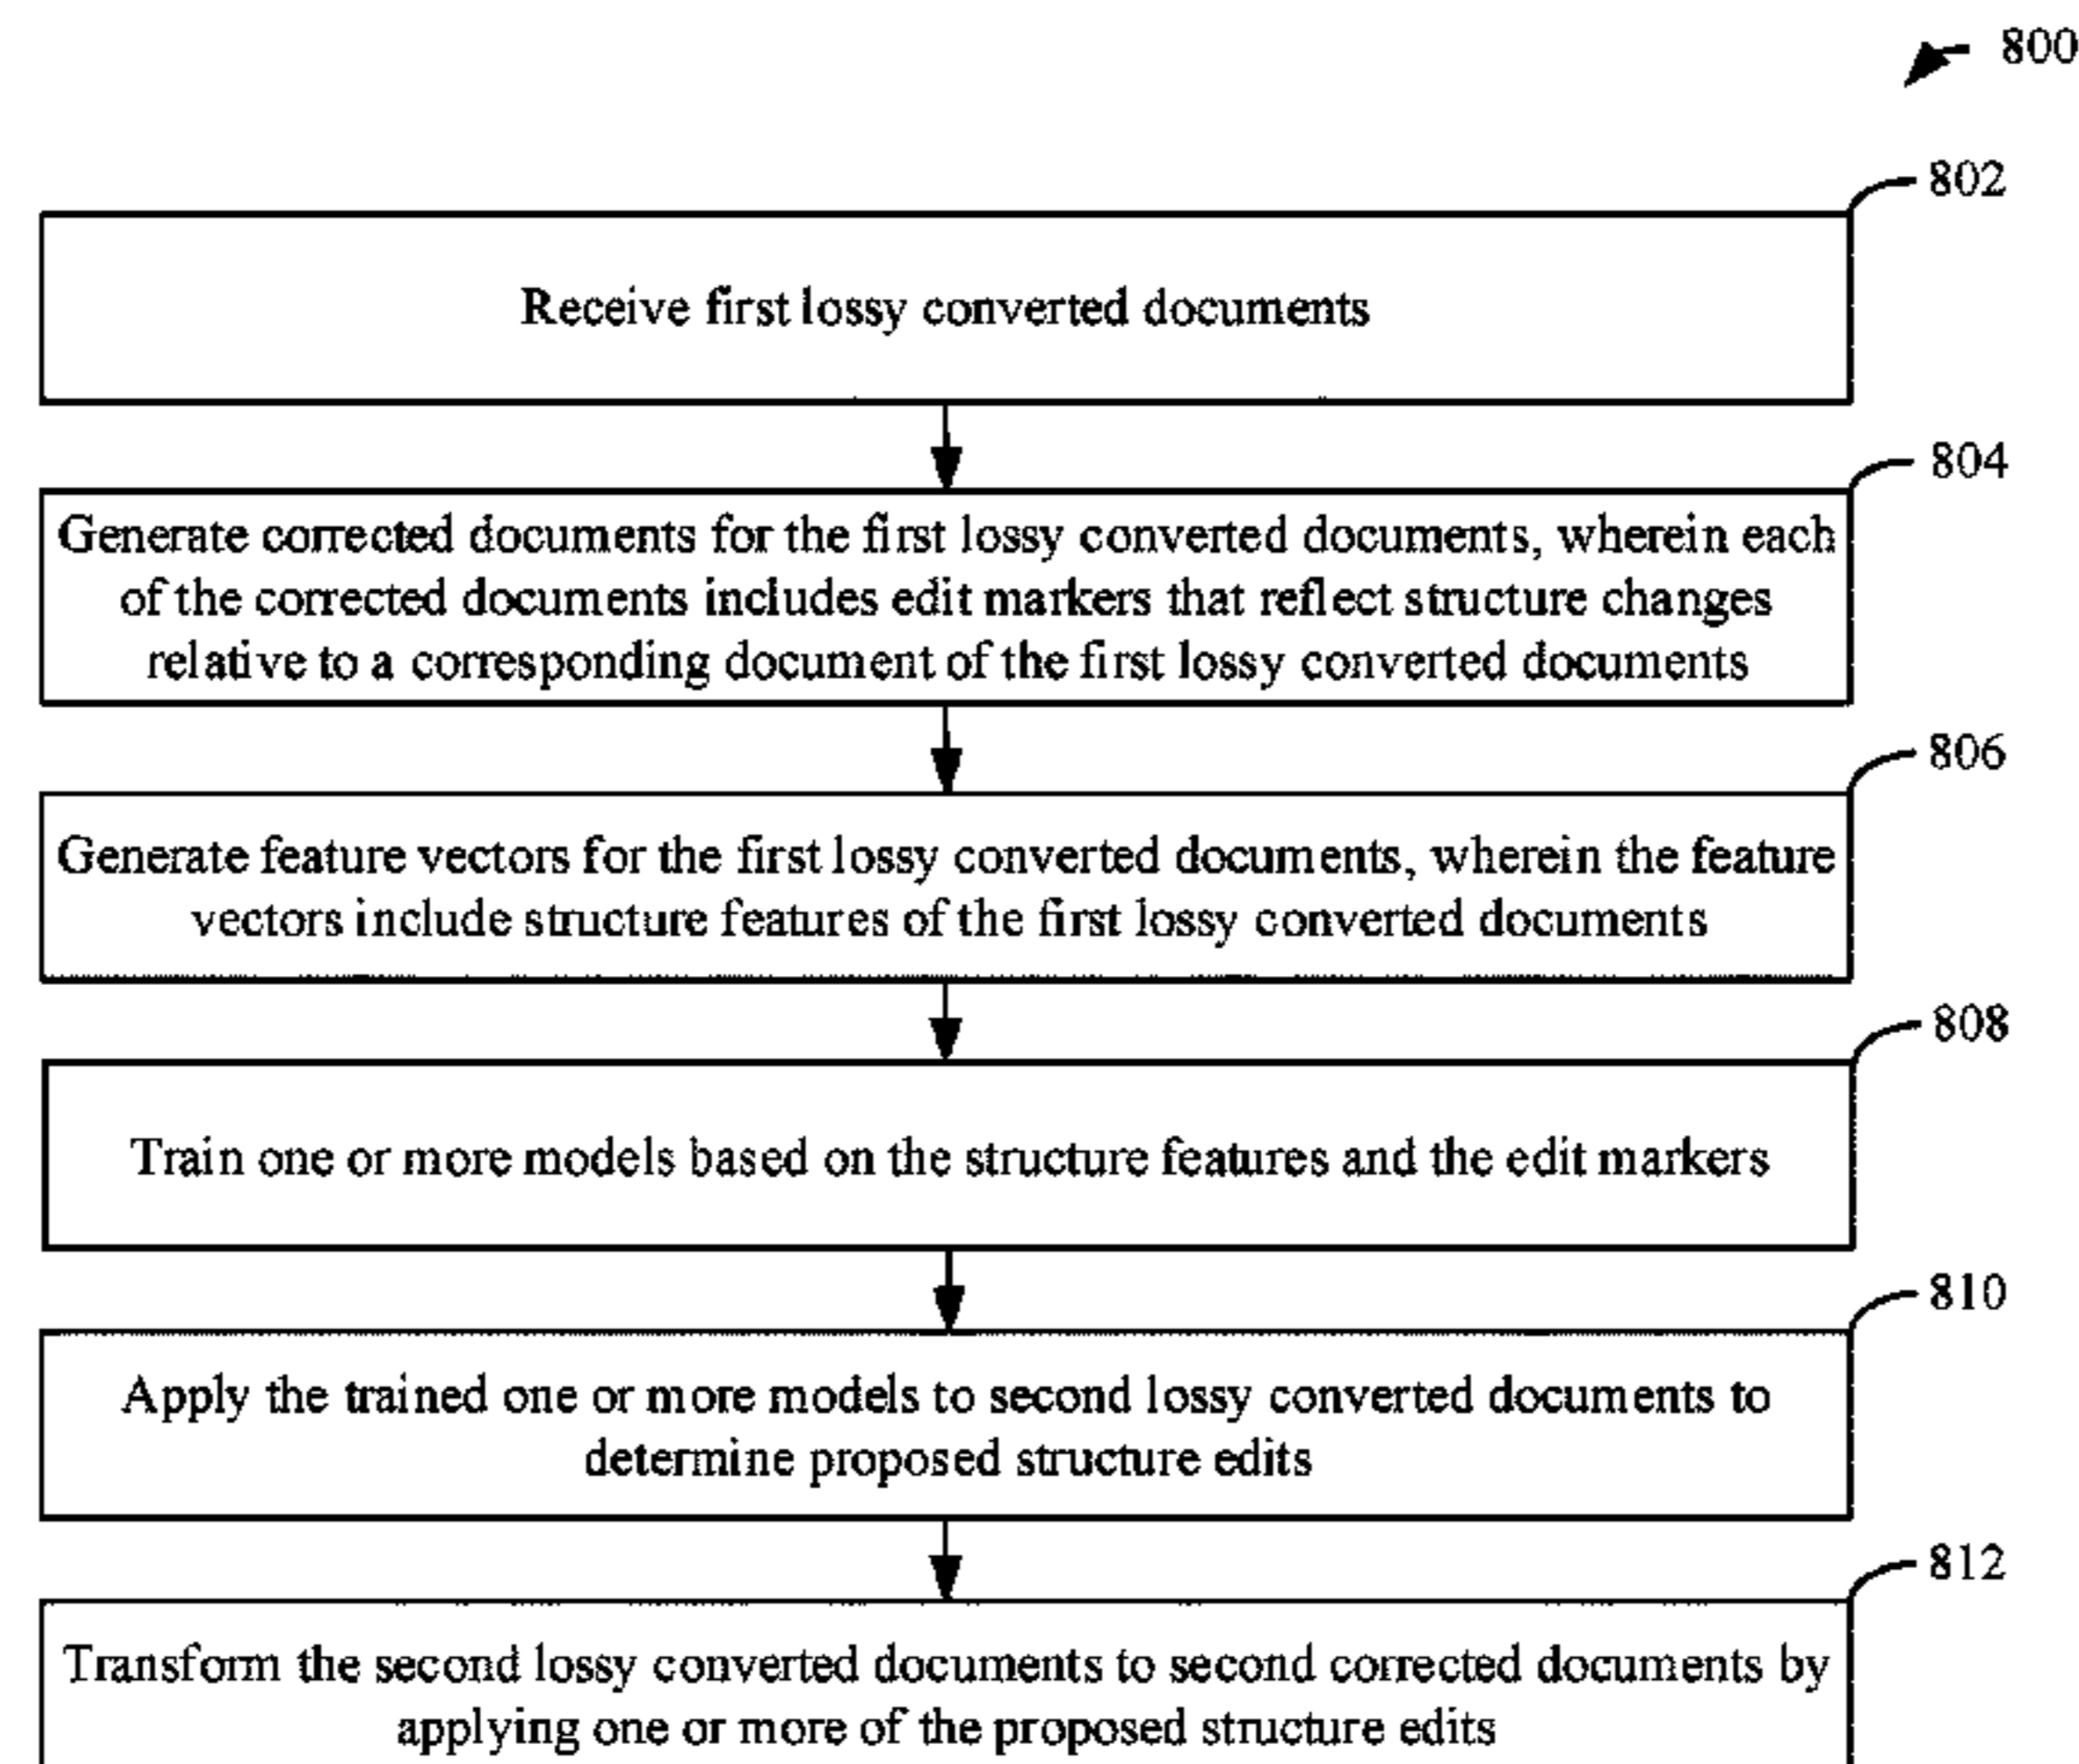 800
802
Receive first lossy converted documents
804
Generate corrected documents for the first lossy converted documents, wherein each
of the corrected documents includes edit markers that reflect structure changes
relative to a corresponding document of the first lossy converted documents
806
Generate feature vectors for the first lossy converted documents, wherein the feature
vectors include structure features of the first lossy converted documents
808
Train one or more models based on the structure features and the edit markers
810
Apply the trained one or more models to second lossy converted documents to
determine proposed structure edits
812
Transform the second lossy converted documents to second corrected documents by
applying one or more of the proposed structure edits